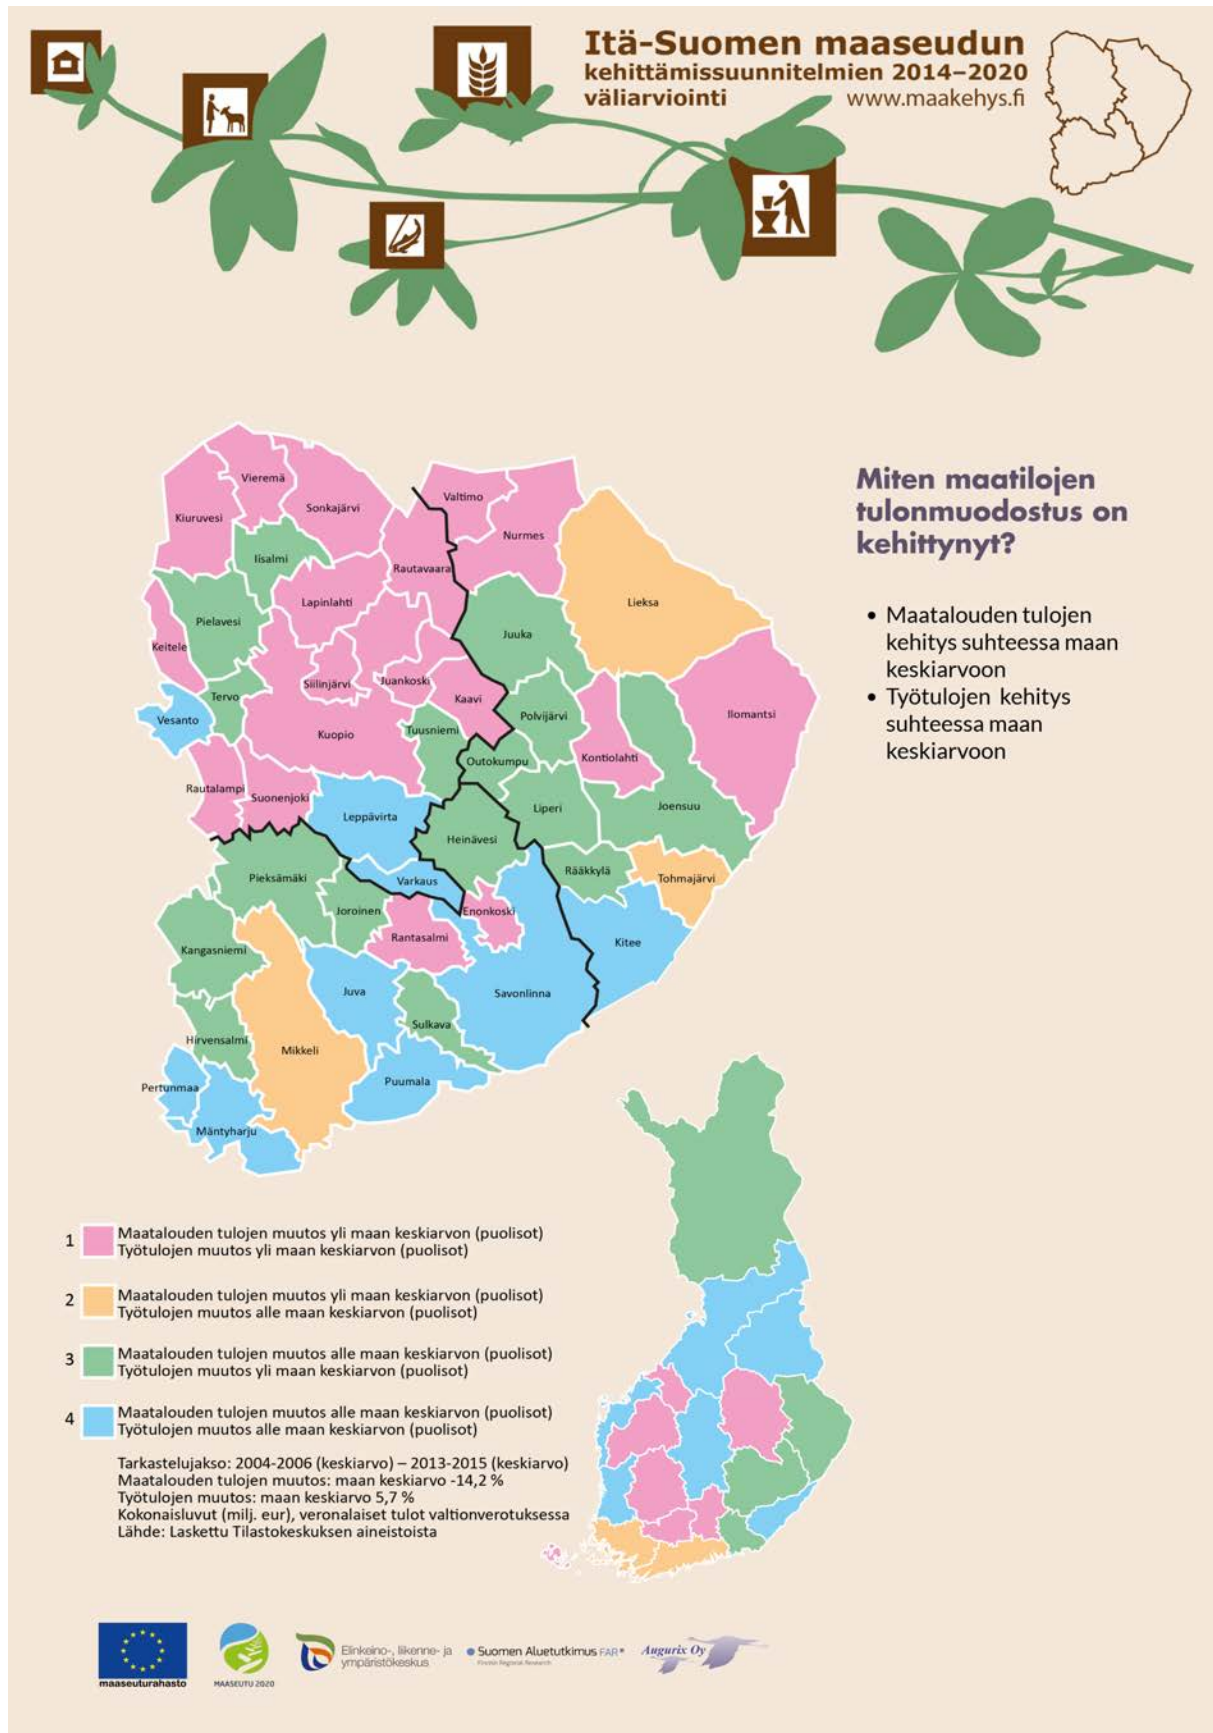 Itä-Suomen maaseudun
kehittämissuunnitelmien 2014–2020
väliarviointi
www.maakehys.fi
Miten maatilojen
tulonmuodostus on
kehittynyt?
• Maatalouden tulojen
kehitys suhteessa maan
keskiarvoon
• Työtulojen kehitys
suhteessa maan
keskiarvoon
Vieremä
Kiuruvesi
Sonkajärvi
Valtimo
Nurmes
Iisalmi
Rautavaara
Lapinlahti
Lieksa
Pielavesi
Juuka
Keitele
Siilinjärvi
Juankoski
Tervo
Kaavi
Vesanto
Polvijärvi
Ilomantsi
Kuopio
Tuusniemi
Outokumpu
Kontiolahti
Rautalampi
Suonenjoki
Leppävirta
Liperi
Joensuu
Heinävesi
Pieksämäki
Varkaus
Rääkkylä
Tohmajärvi
Joroinen
Enonkoski
Rantasalmi
Kitee
Kangasniemi
Juva
Savonlinna
Sulkava
Hirvensalmi
Mikkeli
Pertunmaa
Puumala
Mäntyharju
1
Maatalouden tulojen muutos yli maan keskiarvon (puolisot)
Työtulojen muutos yli maan keskiarvon (puolisot)
2
Maatalouden tulojen muutos yli maan keskiarvon (puolisot)
Työtulojen muutos alle maan keskiarvon (puolisot)
3
Maatalouden tulojen muutos alle maan keskiarvon (puolisot)
Työtulojen muutos yli maan keskiarvon (puolisot)
4
Maatalouden tulojen muutos alle maan keskiarvon (puolisot)
Työtulojen muutos alle maan keskiarvon (puolisot)
Tarkastelujakso: 2004-2006 (keskiarvo) – 2013-2015 (keskiarvo)
Maatalouden tulojen muutos: maan keskiarvo -14,2 %
Työtulojen muutos: maan keskiarvo 5,7 %
Kokonaisluvut (milj. eur), veronalaiset tulot valtionverotuksessa
Lähde: Laskettu Tilastokeskuksen aineistoista
maaseuturahasto
MAASEUTU 2020
Elinkeino-, liikenne- ja
ympäristökeskus
Suomen Aluetutkimus FAR
Finnish Regional Research
Augurix Oy